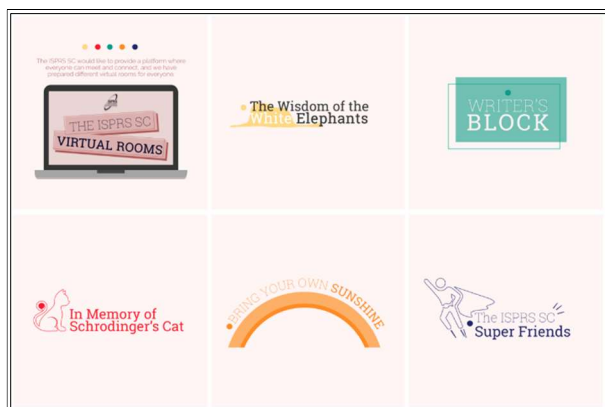 The ISPRS SC would like to provide a platform where
everyone can meet and connect, and we have
prepared different virtual rooms for everyone.
THE ISPRS SC
VIRTUAL ROOMS
The Wisdom of the
White Elephants
WRITER'S
BLOCK
In Memory of
Schrodinger's Cat
BRING YOUR OWN SUNSHINE
The ISPRS SC
Super Friends